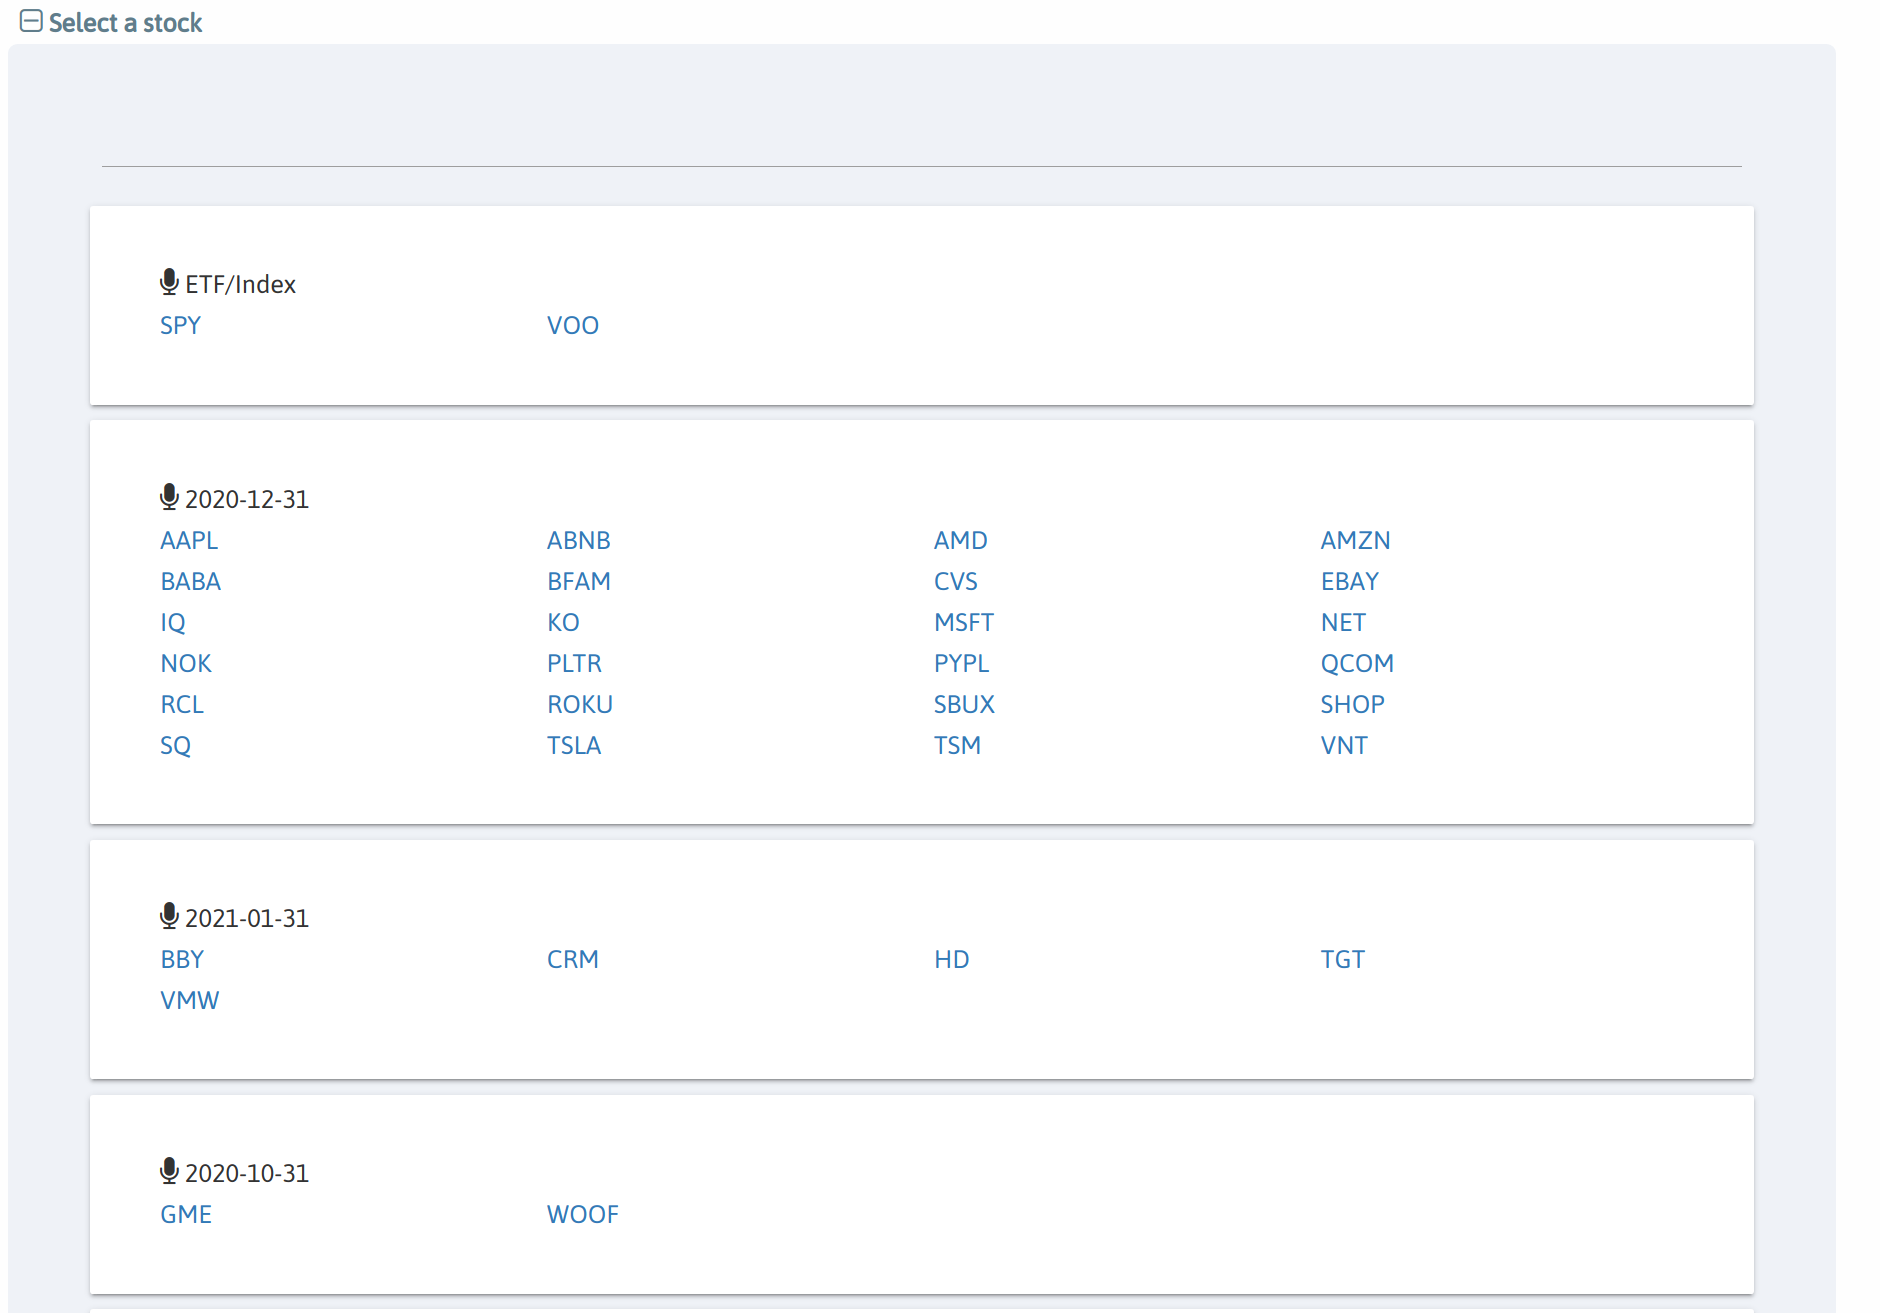 Select a stock
ETF/Index
SPY VOO
2020-12-31
AAPL ABNB AMD AMZN
BABA BFAM CVS EBAY
IQ KO MSFT NET
NOK PLTR PYPL QCOM
RCL ROKU SBUX SHOP
SQ TSLA TSM VNT
2021-01-31
BBY CRM HD TGT
VMW
2020-10-31
GME WOOF